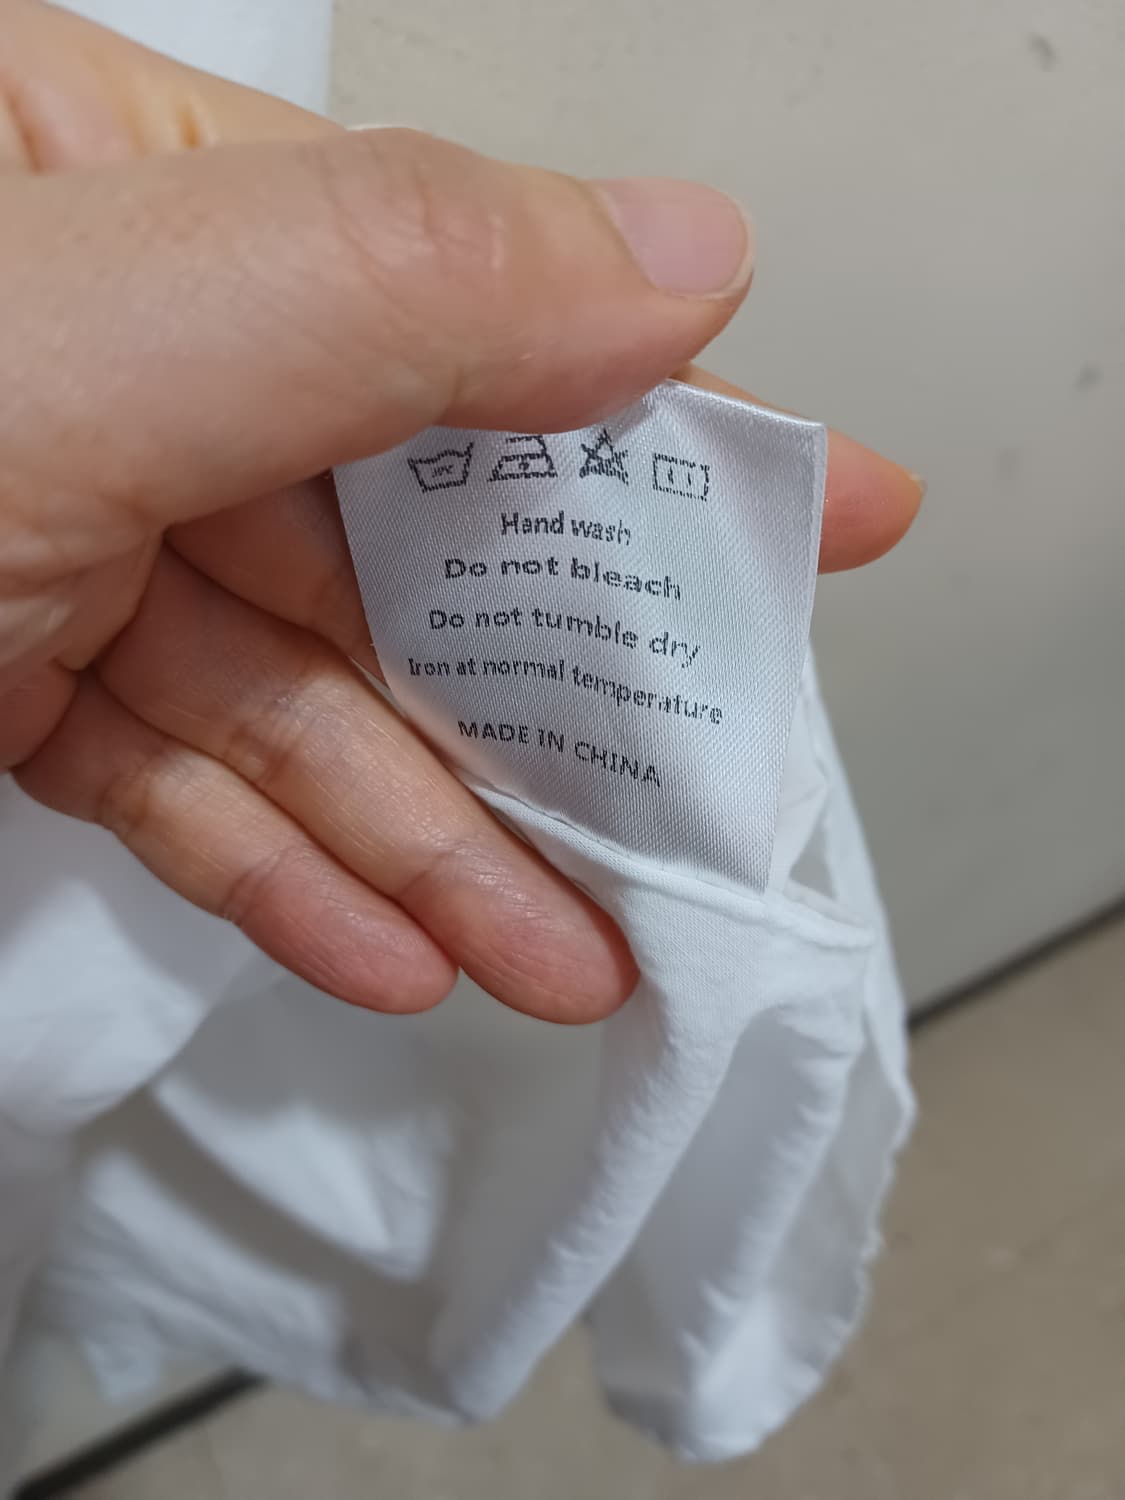 Hand wash
Do not bleach
Do not tumble dry
Iron at normal temperature
MADE IN CHINA